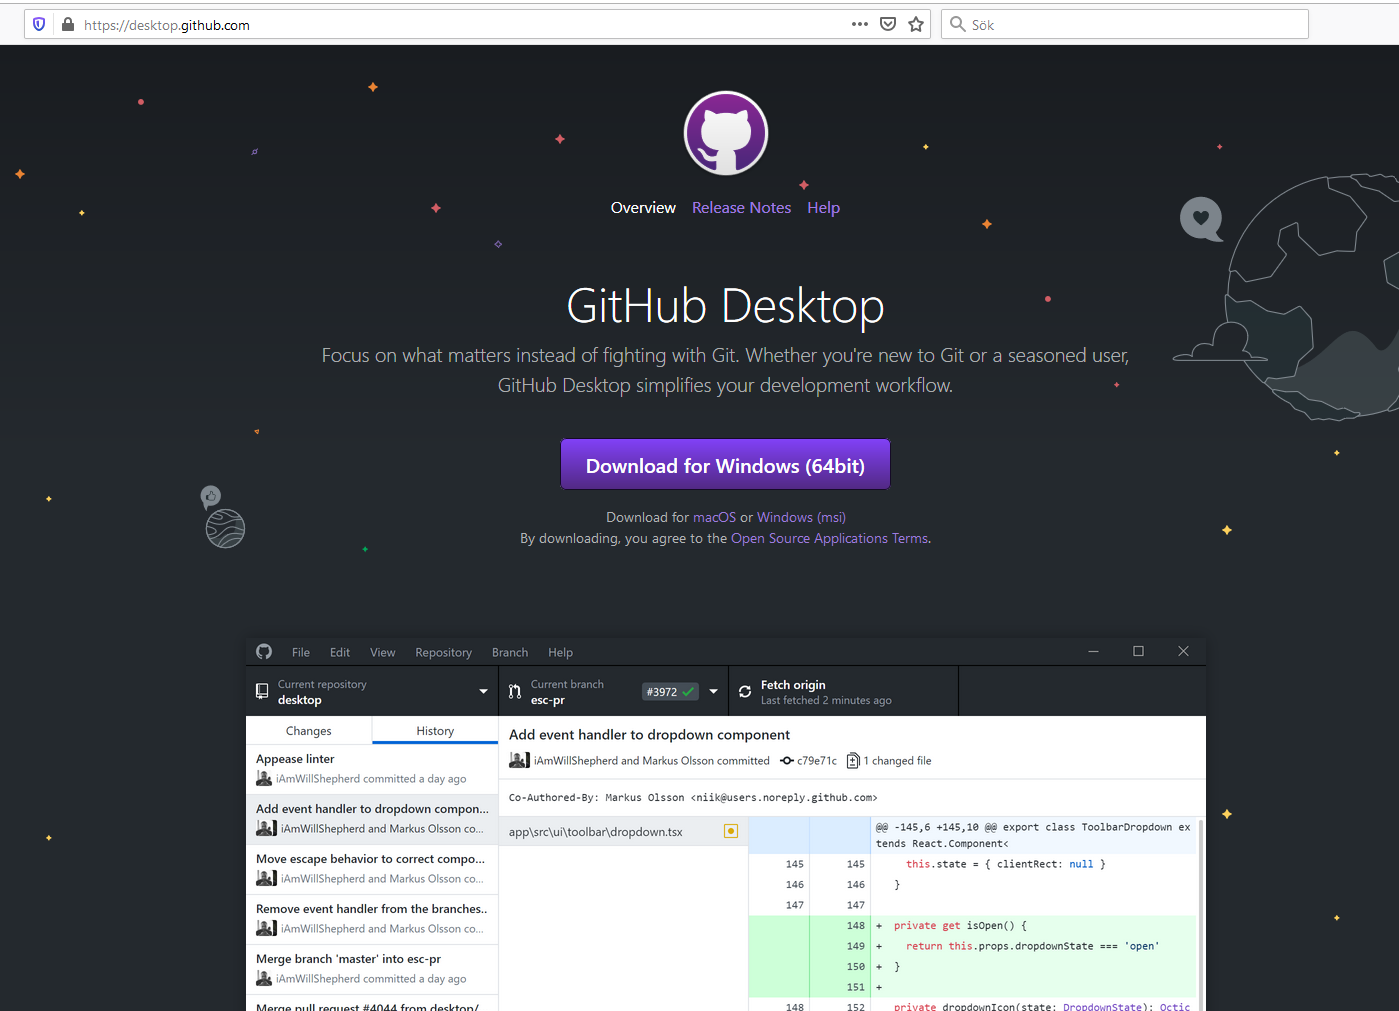 https://desktop.github.com
Sök
Overview Release Notes Help
GitHub Desktop
Focus on what matters instead of fighting with Git. Whether you're new to Git or a seasoned user,
GitHub Desktop simplifies your development workflow.
Download for Windows (64bit)
Download for macOS or Windows (msi)
By downloading, you agree to the Open Source Applications Terms.
File Edit View Repository Branch Help
Current repository
desktop
Current branch
esc-pr
#3972
Fetch origin
Last fetched 2 minutes ago
Changes History
Appease linter
iAmWillShepherd committed a day ago
Add event handler to dropdown compon...
iAmWillShepherd and Markus Olsson co...
Move escape behavior to correct compo...
iAmWillShepherd and Markus Olsson co...
Remove event handler from the branches..
iAmWillShepherd and Markus Olsson co...
Merge branch 'master' into esc-pr
iAmWillShepherd committed a day ago
Merge pull request #4044 from desktop/
Add event handler to dropdown component
iAmWillShepherd and Markus Olsson committed c79e71c 1 changed file
Co-Authored-By: Markus Olsson <niik@users.noreply.github.com>
app\src\ui\toolbar\dropdown.tsx
@@ -145,6 +145,10 @@ export class ToolbarDropdown ex
tends React.Component<
145 145 this.state = { clientRect: null }
146 146 }
147 147
148 + private get isOpen() {
149 + return this.props.dropdownState === 'open'
150 + }
151 +
148 152 private dropdownIcon(state: DropdownState): Octic